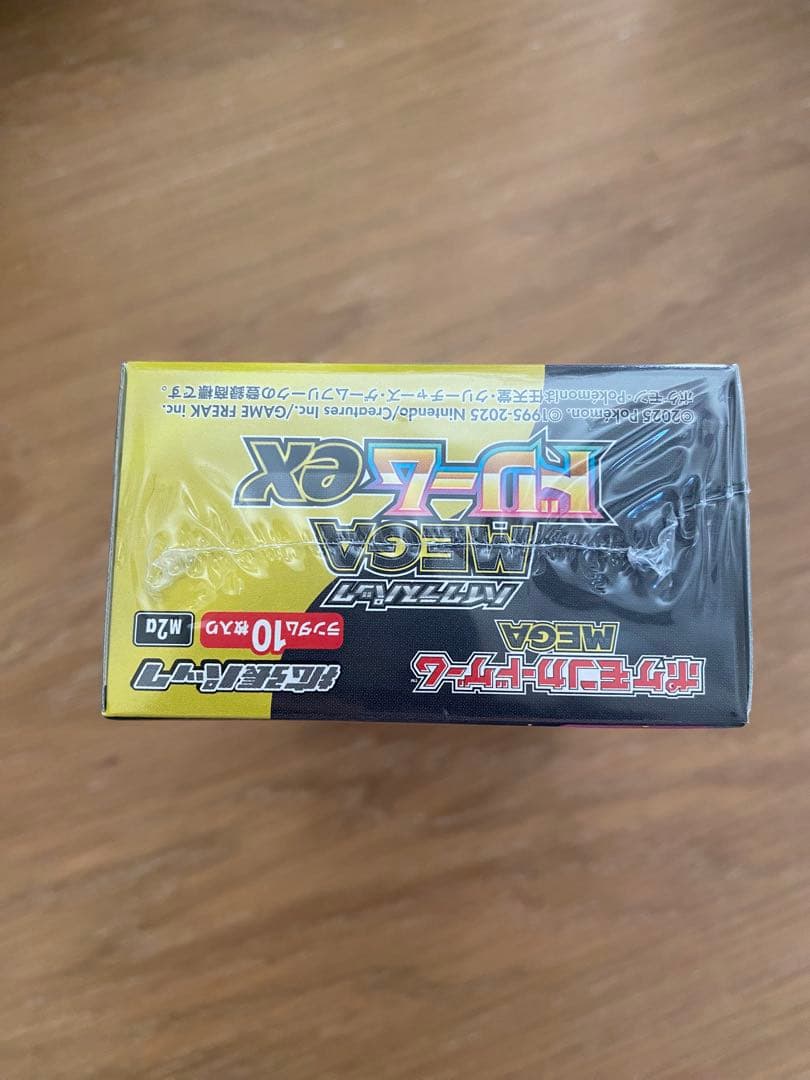 ポケモンカードゲーム™
MEGA
拡張パック
ランダム10枚入り
M2a
ハイクラスパック
MEGA
ドリームex
©2025 Pokémon. ©1995-2025 Nintendo/Creatures Inc./GAME FREAK inc.
ポケモン・Pokémonは任天堂・クリーチャーズ・ゲームフリークの登録商標です。